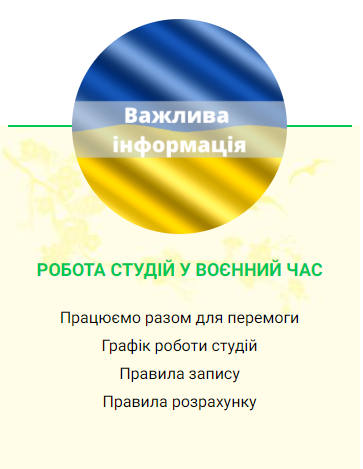 Важлива
інформація
РОБОТА СТУДІЙ У ВОЄННИЙ ЧАС
Працюємо разом для перемоги
Графік роботи студій
Правила запису
Правила розрахунку